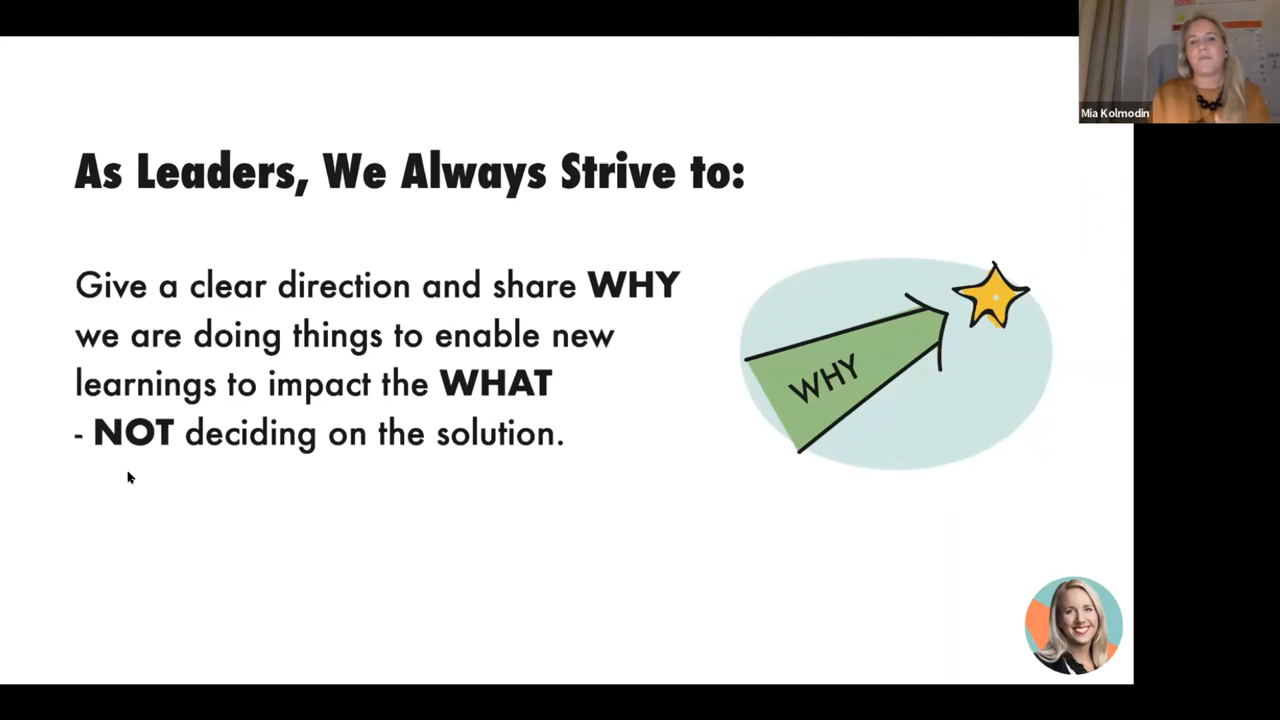 Mia Kolmodin
As Leaders, We Always Strive to:
Give a clear direction and share WHY
we are doing things to enable new
learnings to impact the WHAT
- NOT deciding on the solution.
WHY